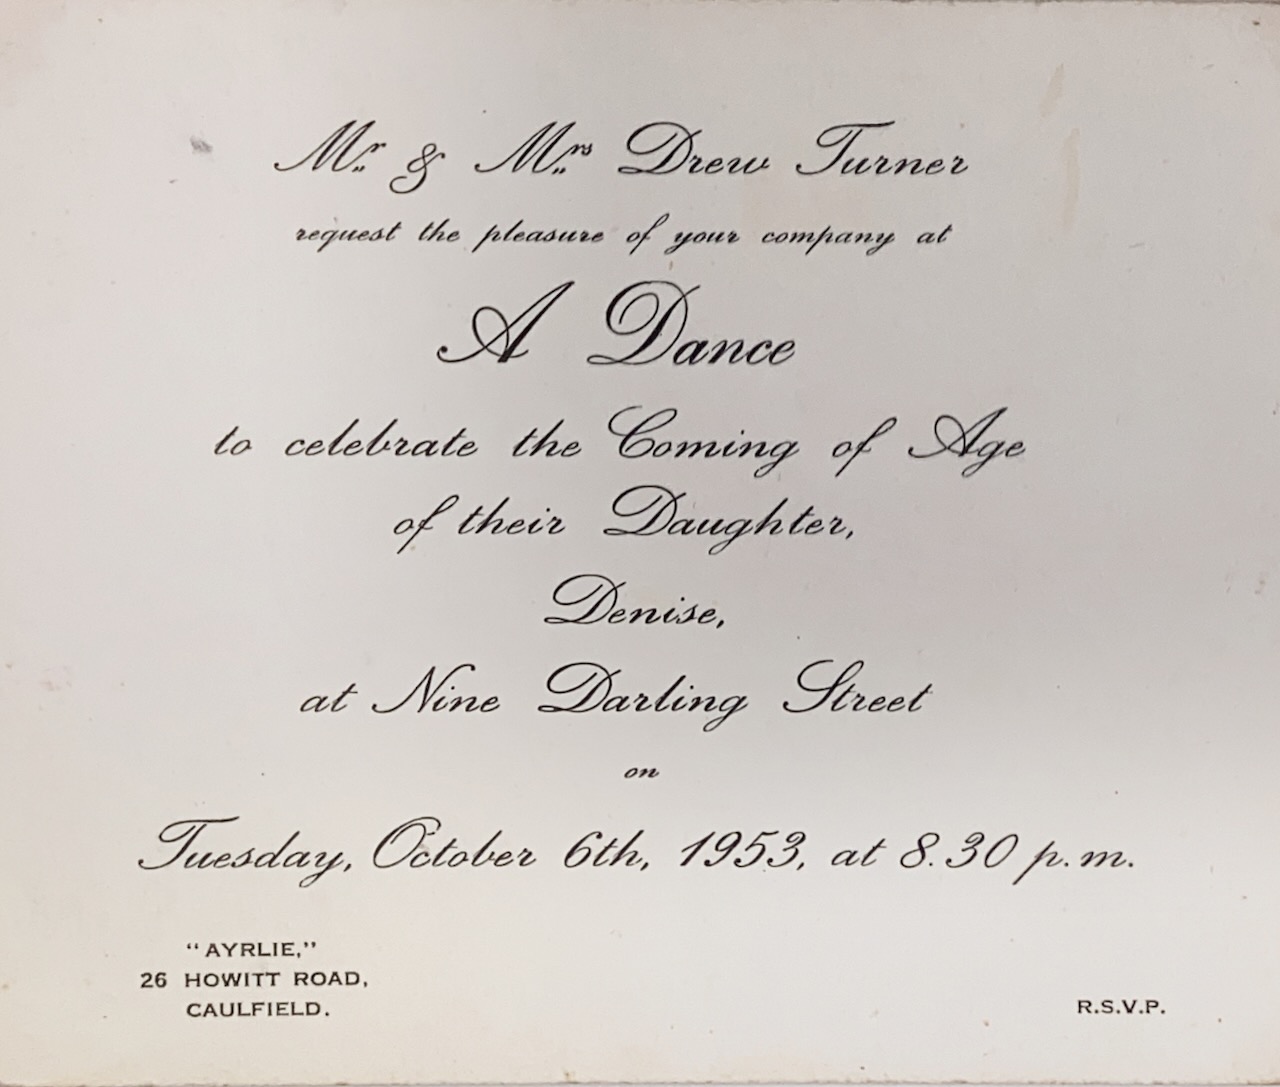 Mr. & Mrs. Drew Turner
request the pleasure of your company at
A Dance
to celebrate the Coming of Age
of their Daughter,
Denise,
at Nine Darling Street
on
Tuesday, October 6th, 1953, at 8.30 p.m.
"AYRLIE,"
26 HOWITT ROAD,
CAULFIELD.
R.S.V.P.